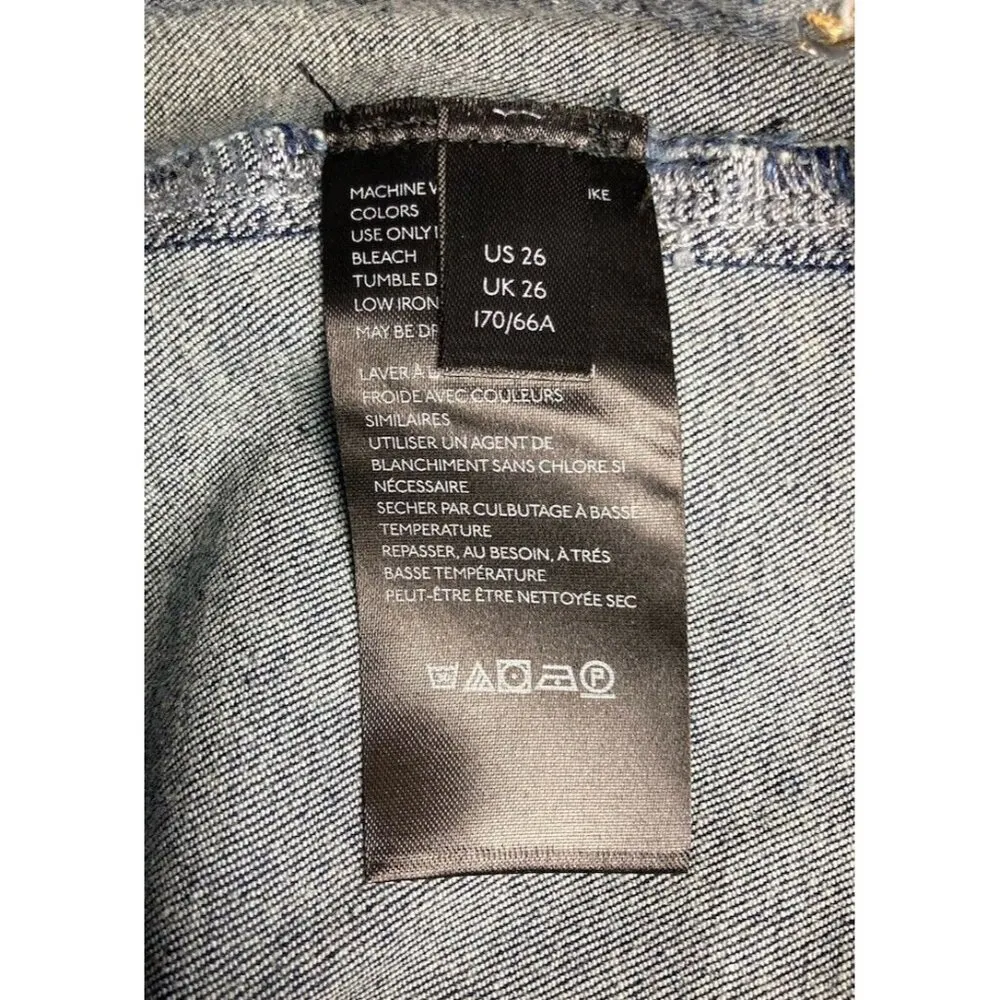 MACHINE
IKE
COLORS
USE ONLY
BLEACH
TUMBLE D
LOW IRON
MAY BE
US 26
UK 26
170/66A
LAVER À
FROIDE AVEC COULEURS
SIMILAIRES
UTILISER UN AGENT DE
BLANCHIMENT SANS CHLORE SI
NÉCESSAIRE
SECHER PAR CULBUTAGE À BASSE
TEMPERATURE
REPASSER, AU BESOIN, À TRÉS
BASSE TEMPÉRATURE
PEUT-ÊTRE ÊTRE NETTOYÉE SEC
P